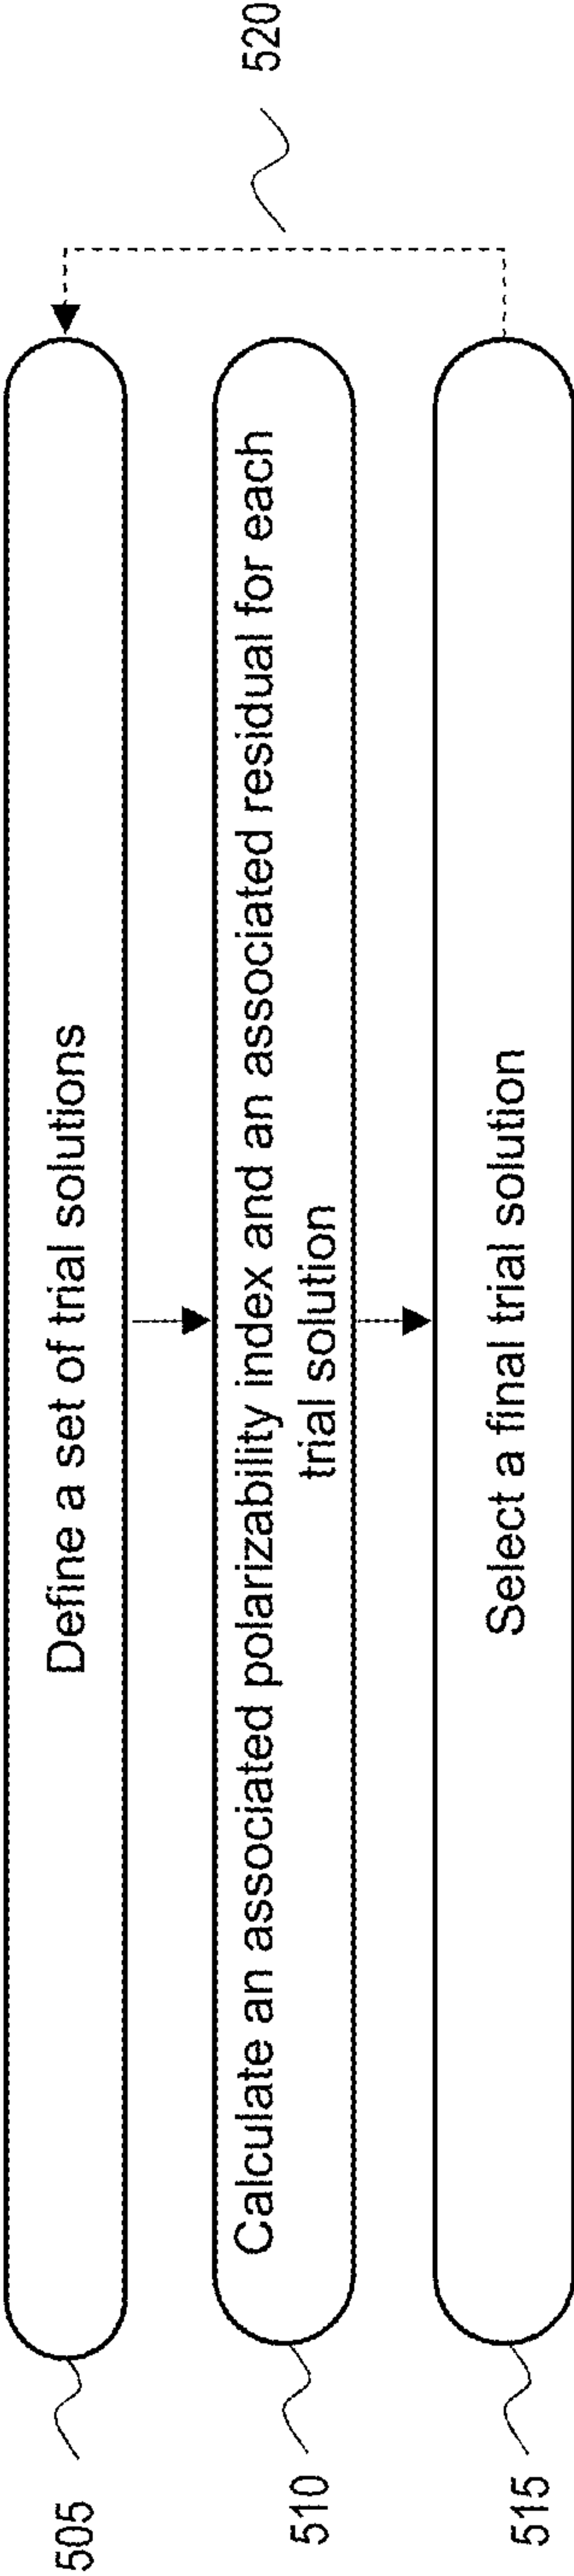 505
Define a set of trial solutions
520
510
Calculate an associated polarizability index and an associated residual for each
trial solution
515
Select a final trial solution